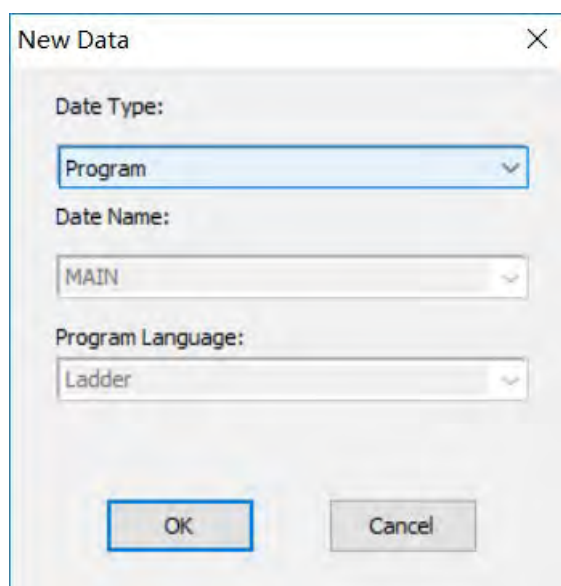 New Data
Date Type:
Program
Date Name:
MAIN
Program Language:
Ladder
OK Cancel